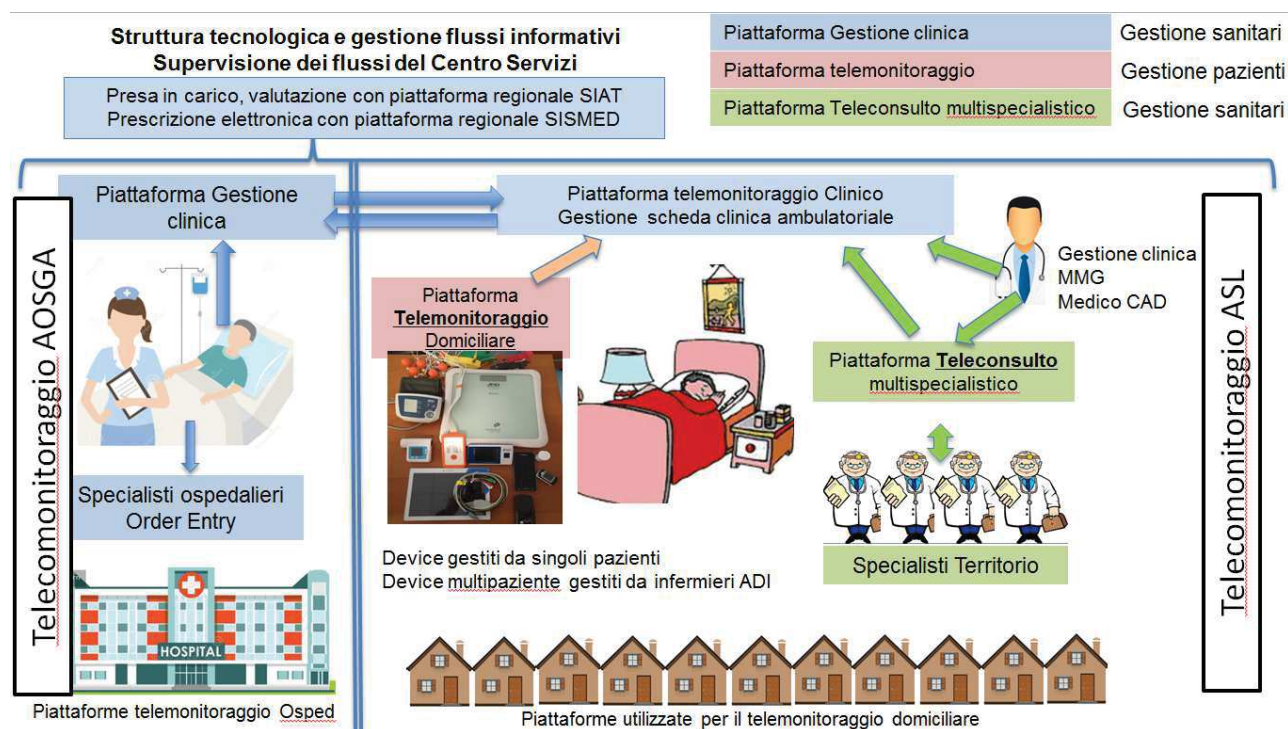 Struttura tecnologica e gestione flussi informativi
Supervisione dei flussi del Centro Servizi
Presa in carico, valutazione con piattaforma regionale SIAT
Prescrizione elettronica con piattaforma regionale SISMED
Piattaforma Gestione clinica
Gestione sanitari
Piattaforma telemonitoraggio
Gestione pazienti
Piattaforma Teleconsulto multispecialistico
Gestione sanitari
Telecomonitoraggio AOSGA
Piattaforma Gestione
clinica
Piattaforma telemonitoraggio Clinico
Gestione scheda clinica ambulatoriale
Gestione clinica
MMG
Medico CAD
Telecomonitoraggio ASL
Piattaforma
Telemonitoraggio
Domiciliare
Piattaforma Teleconsulto
multispecialistico
Specialisti ospedalieri
Order Entry
Device gestiti da singoli pazienti
Device multipaziente gestiti da infermieri ADI
Specialisti Territorio
HOSPITAL
Piattaforme telemonitoraggio Osped
Piattaforme utilizzate per il telemonitoraggio domiciliare